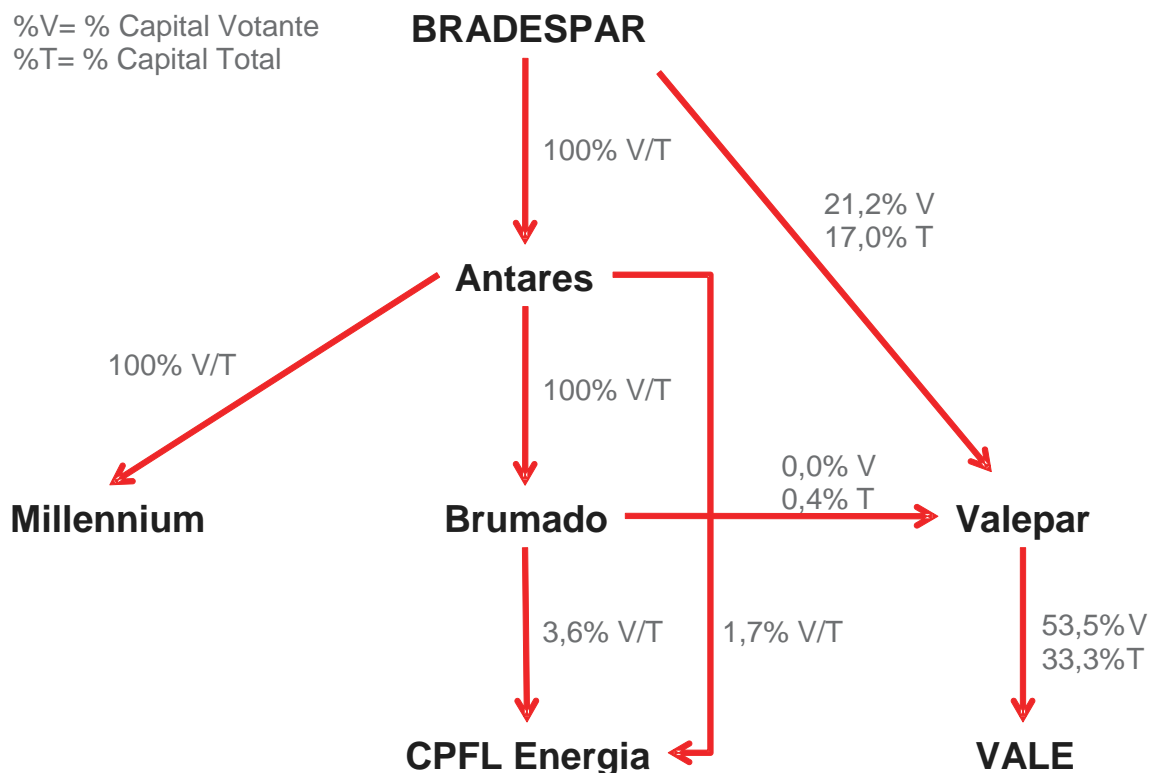 %V= % Capital Votante
%T= % Capital Total
BRADESPAR
100% V/T
21,2% V
17,0% T
Antares
100% V/T
100% V/T
0,0% V
0,4% T
Millennium
Brumado
Valepar
3,6% V/T
1,7% V/T
53,5%V
33,3%T
CPFL Energia
VALE